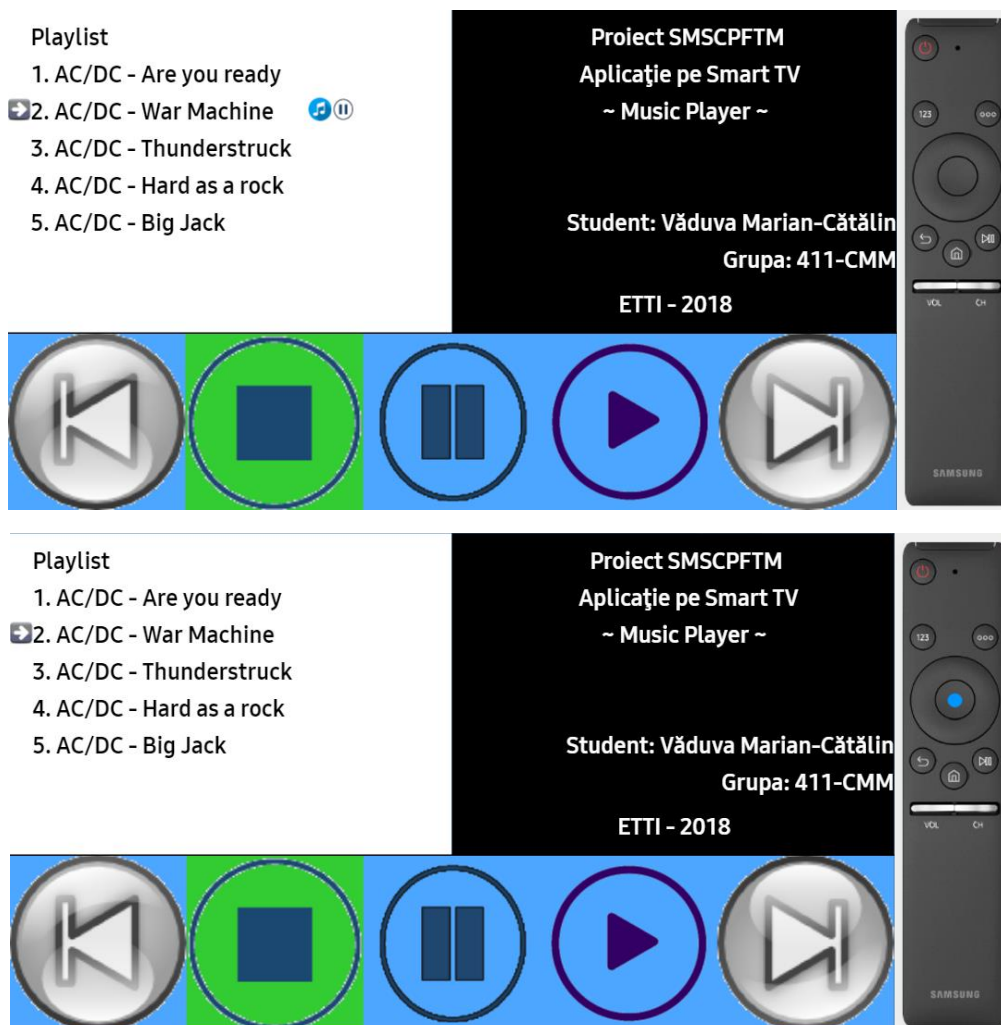 Playlist
1. AC/DC - Are you ready
2. AC/DC - War Machine
3. AC/DC - Thunderstruck
4. AC/DC - Hard as a rock
5. AC/DC - Big Jack
Proiect SMSCPFTM
Aplicaţie pe Smart TV
~ Music Player ~
Student: Văduva Marian-Cătălin
Grupa: 411-CMM
ETTI - 2018
123
VOL
CH
SAMSUNG
Playlist
1. AC/DC - Are you ready
2. AC/DC - War Machine
3. AC/DC - Thunderstruck
4. AC/DC - Hard as a rock
5. AC/DC - Big Jack
Proiect SMSCPFTM
Aplicaţie pe Smart TV
~ Music Player ~
Student: Văduva Marian-Cătălin
Grupa: 411-CMM
ETTI - 2018
123
VOL
CH
SAMSUNG